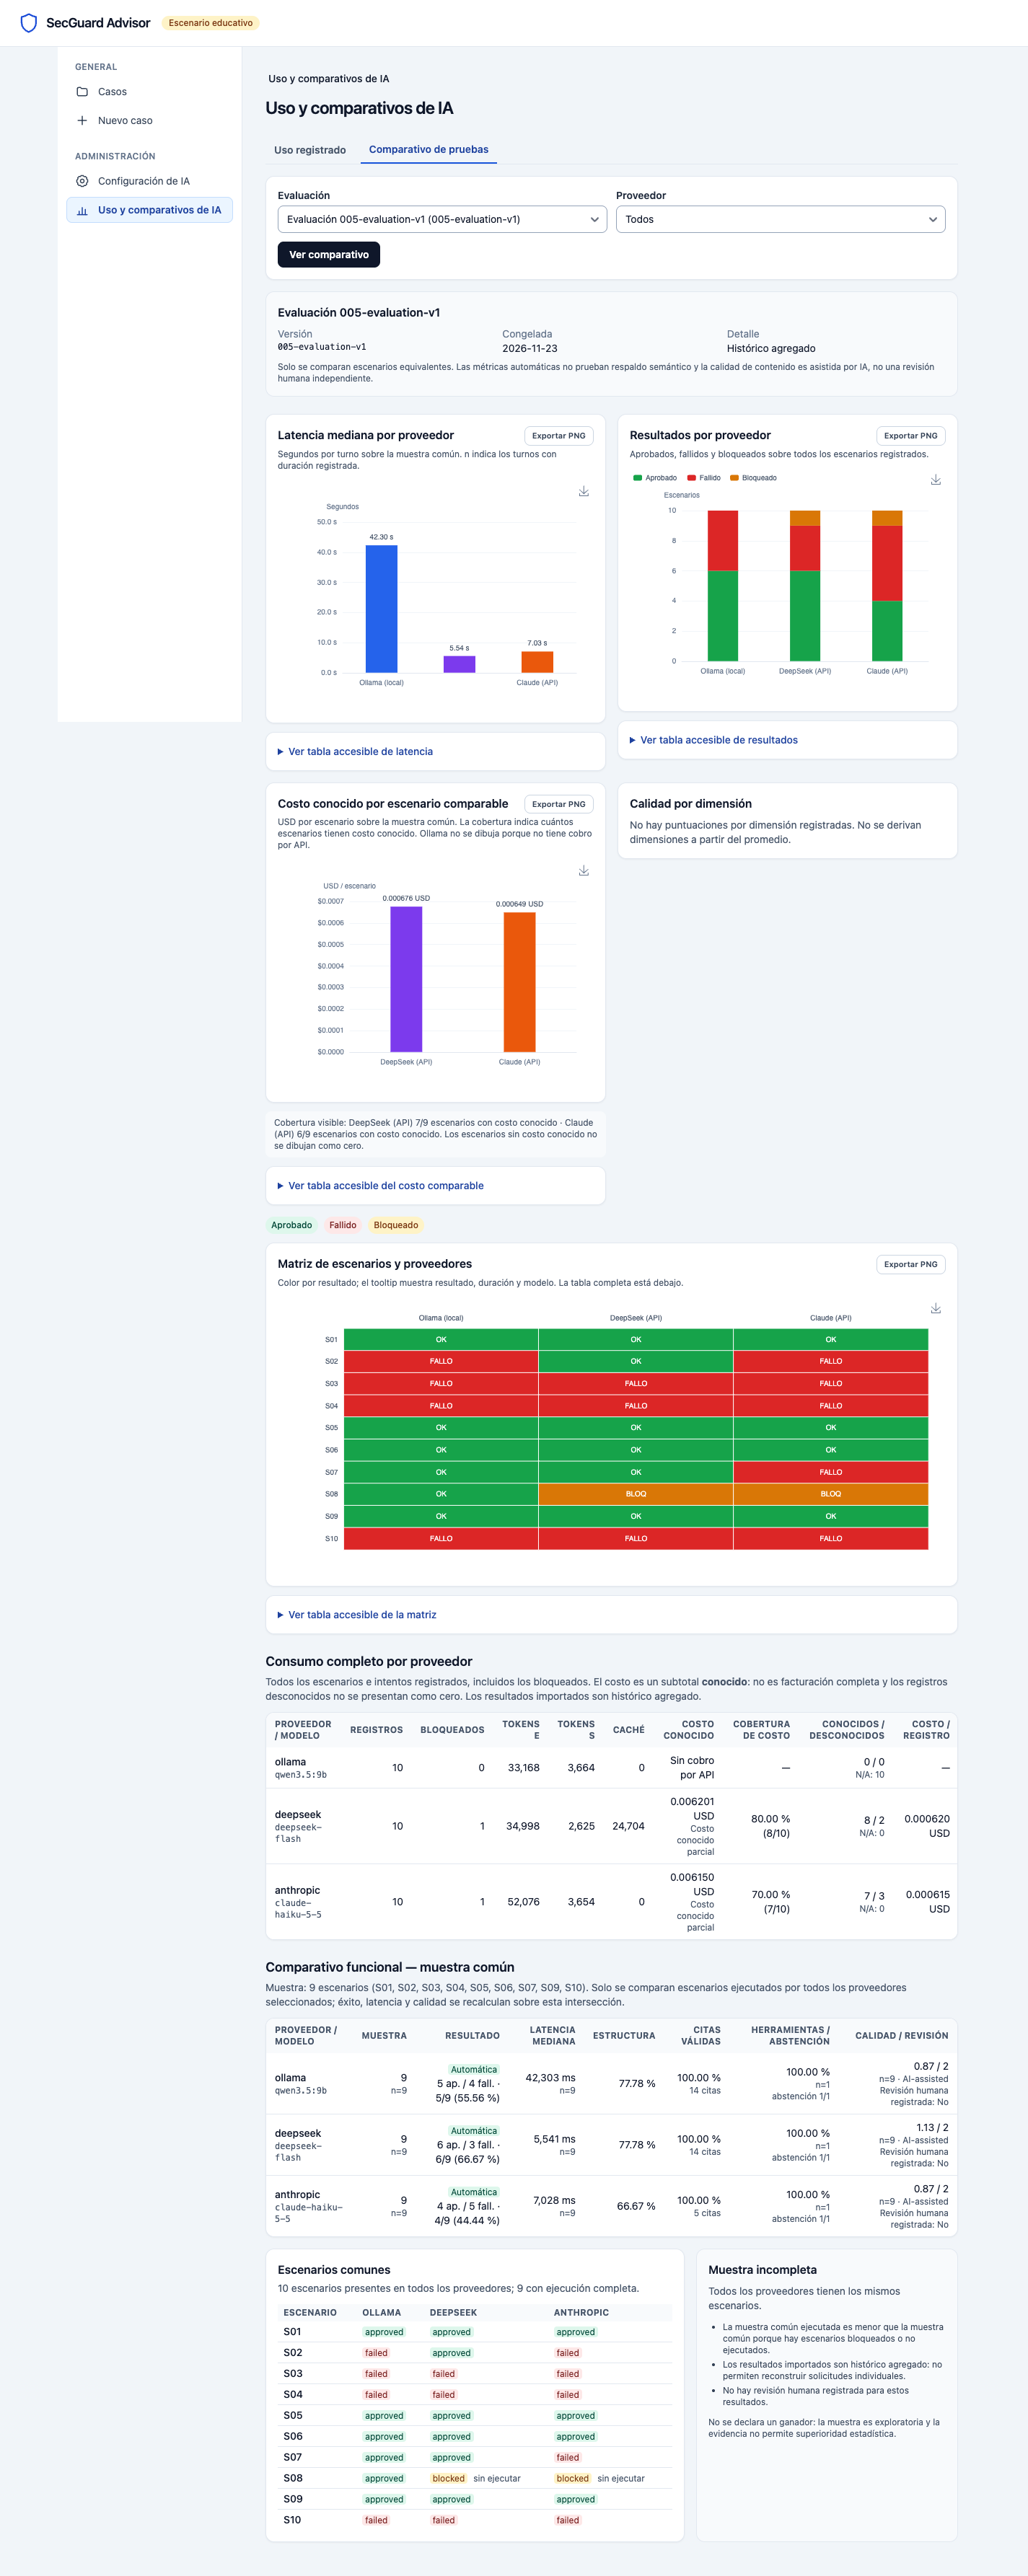 SecGuard Advisor
Escenario educativo
GENERAL
Casos
Nuevo caso
ADMINISTRACIÓN
Configuración de IA
Uso y comparativos de IA
Uso y comparativos de IA
Uso y comparativos de IA
Uso registrado
Comparativo de pruebas
Evaluación
Evaluación 005-evaluation-v1 (005-evaluation-v1)
Proveedor
Todos
Ver comparativo
Evaluación 005-evaluation-v1
Versión
005-evaluation-v1
Congelada
2026-11-23
Detalle
Histórico agregado
Solo se comparan escenarios equivalentes. Las métricas automáticas no prueban respaldo semántico y la calidad de contenido es asistida por IA, no una revisión
humana independiente.
Latencia mediana por proveedor
Exportar PNG
Segundos por turno sobre la muestra común. n indica los turnos con
duración registrada.
Segundos
50.0 s
40.0 s
30.0 s
20.0 s
10.0 s
0.0 s
42.30 s
5.54 s
7.03 s
Ollama (local)
Claude (API)
Ver tabla accesible de latencia
Resultados por proveedor
Exportar PNG
Aprobados, fallidos y bloqueados sobre todos los escenarios registrados.
Aprobado
Fallido
Bloqueado
Escenarios
10
8
6
4
2
0
Ollama (local)
DeepSeek (API)
Claude (API)
Ver tabla accesible de resultados
Costo conocido por escenario comparable
Exportar PNG
USD por escenario sobre la muestra común. La cobertura indica cuántos
escenarios tienen costo conocido. Ollama no se dibuja porque no tiene cobro
por API.
USD / escenario
$0.0007
$0.0006
$0.0005
$0.0004
$0.0003
$0.0002
$0.0001
$0.0000
0.000676 USD
0.000649 USD
DeepSeek (API)
Claude (API)
Cobertura visible: DeepSeek (API) 7/9 escenarios con costo conocido · Claude
(API) 6/9 escenarios con costo conocido. Los escenarios sin costo conocido no
se dibujan como cero.
Ver tabla accesible del costo comparable
Calidad por dimensión
No hay puntuaciones por dimensión registradas. No se derivan
dimensiones a partir del promedio.
Aprobado Fallido Bloqueado
Matriz de escenarios y proveedores
Exportar PNG
Color por resultado; el tooltip muestra resultado, duración y modelo. La tabla completa está debajo.
Ollama (local) DeepSeek (API) Claude (API)
S01 OK OK OK
S02 FALLO OK FALLO
S03 FALLO FALLO FALLO
S04 FALLO FALLO FALLO
S05 OK OK OK
S06 OK OK OK
S07 OK OK FALLO
S08 OK BLOQ BLOQ
S09 OK OK OK
S10 FALLO FALLO FALLO
Ver tabla accesible de la matriz
Consumo completo por proveedor
Todos los escenarios e intentos registrados, incluidos los bloqueados. El costo es un subtotal conocido: no es facturación completa y los registros
desconocidos no se presentan como cero. Los resultados importados son histórico agregado.
PROVEEDOR / MODELO REGISTROS BLOQUEADOS TOKENS E TOKENS S CACHÉ COSTO CONOCIDO COBERTURA DE COSTO CONOCIDOS / DESCONOCIDOS COSTO / REGISTRO
ollama qwen3.5:9b 10 0 33,168 3,664 0 Sin cobro por API — 0 / 0 N/A: 10 —
deepseek deepseek-flash 10 1 34,998 2,625 24,704 0.006201 USD Costo conocido parcial 80.00 % (8/10) 8 / 2 N/A: 0 0.000620 USD
anthropic claude-haiku-5-5 10 1 52,076 3,654 0 0.006150 USD Costo conocido parcial 70.00 % (7/10) 7 / 3 N/A: 0 0.000615 USD
Comparativo funcional — muestra común
Muestra: 9 escenarios (S01, S02, S03, S04, S05, S06, S07, S09, S10). Solo se comparan escenarios ejecutados por todos los proveedores
seleccionados; éxito, latencia y calidad se recalculan sobre esta intersección.
PROVEEDOR / MODELO MUESTRA RESULTADO LATENCIA MEDIANA ESTRUCTURA CITAS VÁLIDAS HERRAMIENTAS / ABSTENCIÓN CALIDAD / REVISIÓN
ollama qwen3.5:9b 9 n=9 Automática 5 ap. / 4 fall. · 5/9 (55.56 %) 42,303 ms n=9 77.78 % 100.00 % 14 citas 100.00 % n=1 abstención 1/1 0.87 / 2 n=9 · AI-assisted Revisión humana registrada: No
deepseek deepseek-flash 9 n=9 Automática 6 ap. / 3 fall. · 6/9 (66.67 %) 5,541 ms n=9 77.78 % 100.00 % 14 citas 100.00 % n=1 abstención 1/1 1.13 / 2 n=9 · AI-assisted Revisión humana registrada: No
anthropic claude-haiku-5-5 9 n=9 Automática 4 ap. / 5 fall. · 4/9 (44.44 %) 7,028 ms n=9 66.67 % 100.00 % 5 citas 100.00 % n=1 abstención 1/1 0.87 / 2 n=9 · AI-assisted Revisión humana registrada: No
Escenarios comunes
10 escenarios presentes en todos los proveedores; 9 con ejecución completa.
ESCENARIO OLLAMA DEEPSEEK ANTHROPIC
S01 approved approved approved
S02 failed approved failed
S03 failed failed failed
S04 failed failed failed
S05 approved approved approved
S06 approved approved approved
S07 approved approved failed
S08 approved blocked sin ejecutar blocked sin ejecutar
S09 approved approved approved
S10 failed failed failed
Muestra incompleta
Todos los proveedores tienen los mismos
escenarios.
La muestra común ejecutada es menor que la muestra
común porque hay escenarios bloqueados o no
ejecutados.
Los resultados importados son histórico agregado: no
permiten reconstruir solicitudes individuales.
No hay revisión humana registrada para estos
resultados.
No se declara un ganador: la muestra es exploratoria y la
evidencia no permite superioridad estadística.